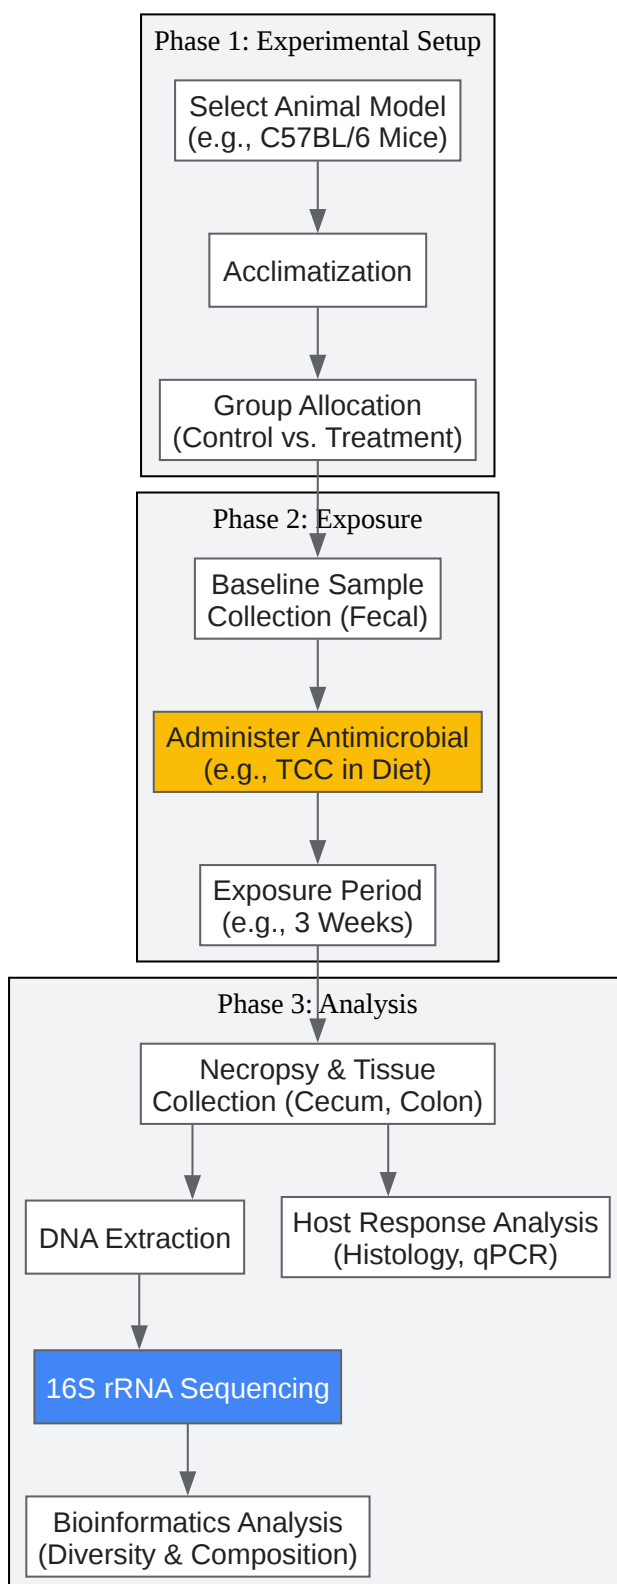 Phase 1: Experimental Setup
Select Animal Model
(e.g., C57BL/6 Mice)
Acclimatization
Group Allocation
(Control vs. Treatment)
Phase 2: Exposure
Baseline Sample
Collection (Fecal)
Administer Antimicrobial
(e.g., TCC in Diet)
Exposure Period
(e.g., 3 Weeks)
Phase 3: Analysis
Necropsy & Tissue
Collection (Cecum, Colon)
DNA Extraction
Host Response Analysis
(Histology, qPCR)
16S rRNA Sequencing
Bioinformatics Analysis
(Diversity & Composition)